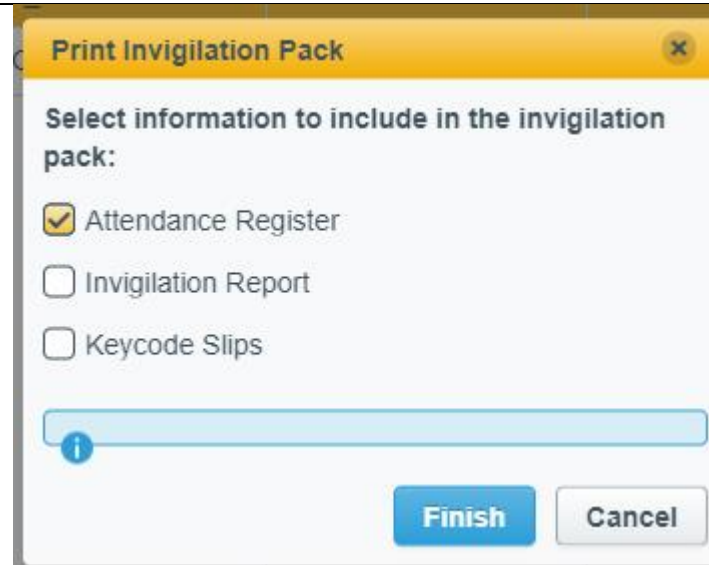 Print Invigilation Pack
Select information to include in the invigilation
pack:
Attendance Register
Invigilation Report
Keycode Slips
Finish Cancel